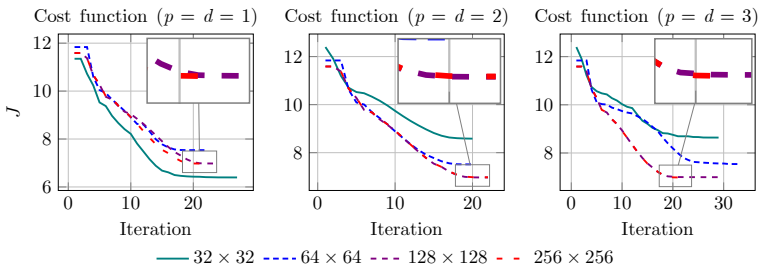 Cost function (p = d = 1)
Cost function (p = d = 2)
Cost function (p = d = 3)
12
10
8
6
J
0
10
20
Iteration
12
10
8
0
10
20
Iteration
12
10
8
0
10
20
30
Iteration
32 × 32
64 × 64
128 × 128
256 × 256